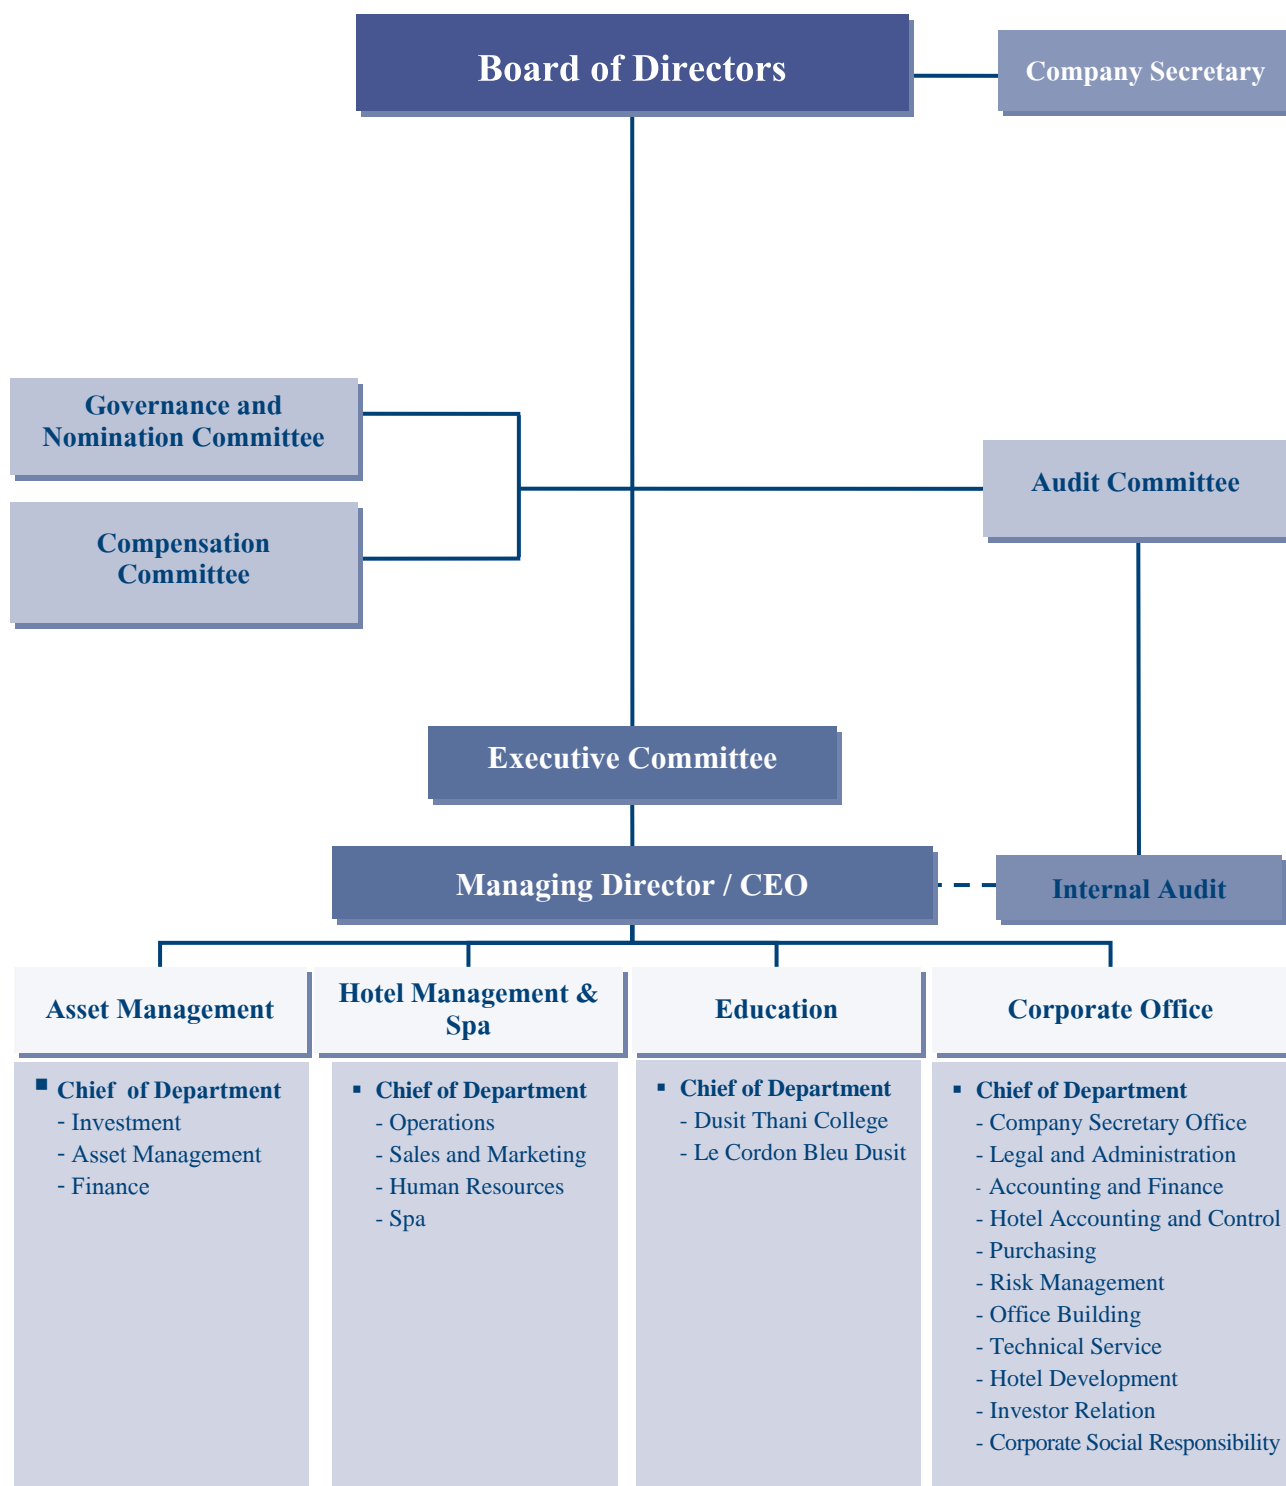 Board of Directors
Company Secretary
Governance and
Nomination Committee
Audit Committee
Compensation
Committee
Executive Committee
Managing Director / CEO
Internal Audit
Asset Management
Hotel Management &
Spa
Education
Corporate Office
▪ Chief of Department
- Investment
- Asset Management
- Finance
▪ Chief of Department
- Operations
- Sales and Marketing
- Human Resources
- Spa
▪ Chief of Department
- Dusit Thani College
- Le Cordon Bleu Dusit
▪ Chief of Department
- Company Secretary Office
- Legal and Administration
- Accounting and Finance
- Hotel Accounting and Control
- Purchasing
- Risk Management
- Office Building
- Technical Service
- Hotel Development
- Investor Relation
- Corporate Social Responsibility